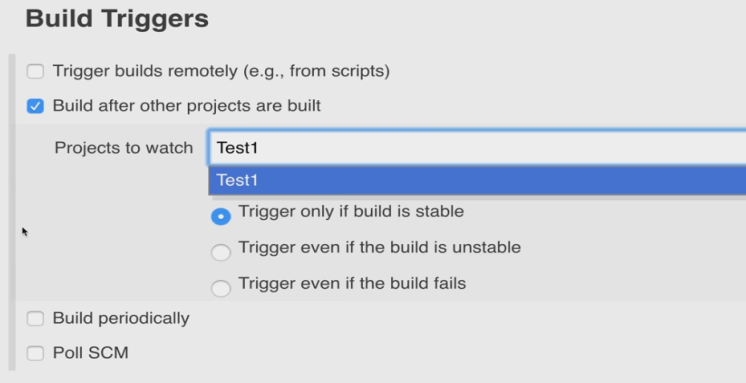 Build Triggers
Trigger builds remotely (e.g., from scripts)
Build after other projects are built
Projects to watch Test1
Test1
Trigger only if build is stable
Trigger even if the build is unstable
Trigger even if the build fails
Build periodically
Poll SCM